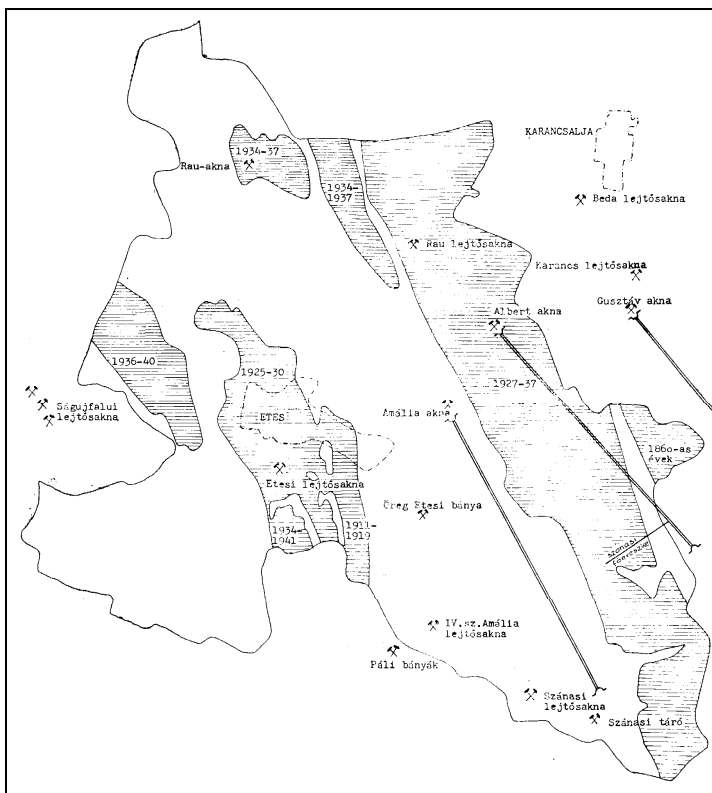 KARANCSALJA
1934-37
Rau-akna
1934-
1937
Beda lejtősakna
Rau lejtősakna
Karancs lejtősakna
Gusztáv akna
Albert akna
1936-40
1925-30
1927-37
Ságujfalui
lejtősakna
ETES
Amália akna
1860-as
évek
Etesi lejtősakna
Öreg Etesi bánya
1934-
1941
1911-
1919
szánasi
IV.sz.Amália
lejtősakna
Páli bányák
Szánasi
lejtősakna
Szánasi táró